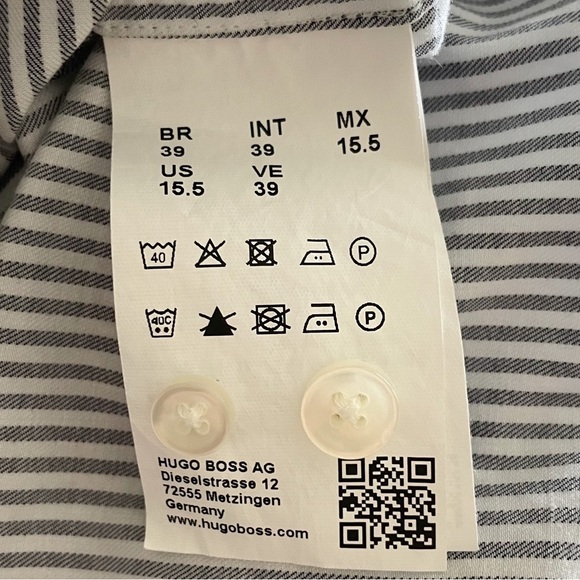 BR INT MX
39 39 15.5
US VE
15.5 39
40 P
40C P
HUGO BOSS AG
Dieselstrasse 12
72555 Metzingen
Germany
www.hugoboss.com